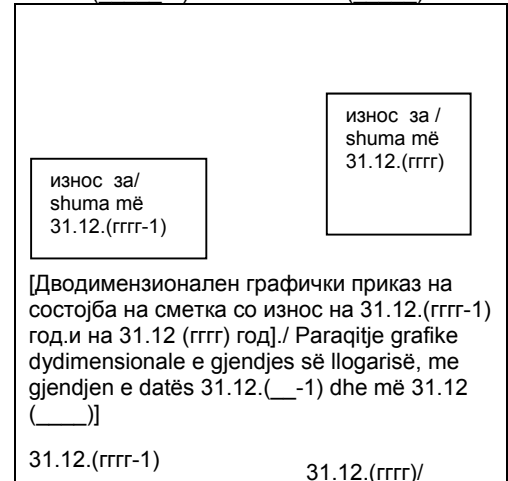 износ за /
shuma më
31.12.(гггг)
износ за/
shuma më
31.12.(гггг-1)
[Дводимензионален графички приказ на
состојба на сметка со износ на 31.12.(гггг-1)
год.и на 31.12 (гггг) год]./ Paraqitje grafike
dydimensionale e gjendjes së llogarisë, me
gjendjen e datës 31.12.(__-1) dhe më 31.12
(_____)]
31.12.(гггг-1)
31.12.(гггг)/